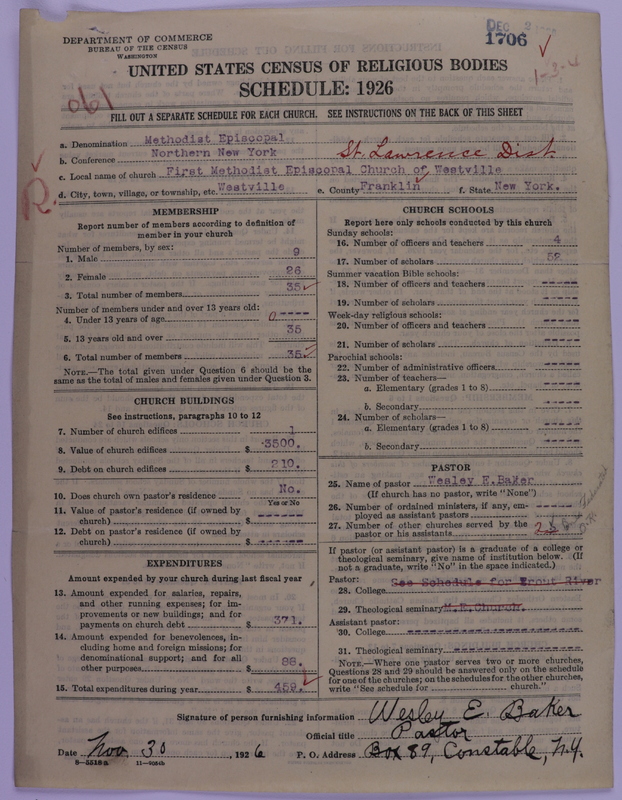 DEPARTMENT OF COMMERCE
BUREAU OF THE CENSUS
WASHINGTON
DEC 2
1706
1-3-4
061
UNITED STATES CENSUS OF RELIGIOUS BODIES
SCHEDULE: 1926
FILL OUT A SEPARATE SCHEDULE FOR EACH CHURCH. SEE INSTRUCTIONS ON THE BACK OF THIS SHEET
a. Denomination Methodist Episcopal
b. Conference Northern New York St. Lawrence Dist.
c. Local name of church First Methodist Episcopal Church of Westville
d. City, town, village, or township, etc. Westville e. County Franklin f. State New York.
R.
MEMBERSHIP
Report number of members according to definition of
member in your church
Number of members, by sex:
1. Male 9
2. Female 26
3. Total number of members 35
Number of members under and over 13 years old:
4. Under 13 years of age 0 -----
5. 13 years old and over 35
6. Total number of members 35
NOTE.—The total given under Question 6 should be the
same as the total of males and females given under Question 3.
CHURCH BUILDINGS
See instructions, paragraphs 10 to 12
7. Number of church edifices 1
8. Value of church edifices $ 3500.
9. Debt on church edifices $ 210.
10. Does church own pastor's residence No.
Yes or No
11. Value of pastor's residence (if owned by
church) $ ------
12. Debt on pastor's residence (if owned by
church) $ ------
EXPENDITURES
Amount expended by your church during last fiscal year
13. Amount expended for salaries, repairs,
and other running expenses; for im-
provements or new buildings; and for
payments on church debt $ 371.
14. Amount expended for benevolences, in-
cluding home and foreign missions; for
denominational support; and for all
other purposes $ 88.
15. Total expenditures during year $ 459.
CHURCH SCHOOLS
Report here only schools conducted by this church
Sunday schools:
16. Number of officers and teachers 4
17. Number of scholars 52
Summer vacation Bible schools:
18. Number of officers and teachers -----
19. Number of scholars -----
Week-day religious schools:
20. Number of officers and teachers -----
21. Number of scholars -----
Parochial schools:
22. Number of administrative officers -----
23. Number of teachers—
a. Elementary (grades 1 to 8) -----
b. Secondary -----
24. Number of scholars—
a. Elementary (grades 1 to 8) -----
b. Secondary -----
PASTOR
25. Name of pastor Wesley E. Baker
(If church has no pastor, write "None")
26. Number of ordained ministers, if any, em-
ployed as assistant pastors -----
27. Number of other churches served by the
pastor or his assistants 2
O.K.
If pastor (or assistant pastor) is a graduate of a college or
theological seminary, give name of institution below. (If
not a graduate, write "No" in the space indicated.)
Pastor: See Schedule for Trout River
28. College
29. Theological seminary M.E.Church.
Assistant pastor:
30. College ---------------
31. Theological seminary ---------------
NOTE.—Where one pastor serves two or more churches,
Questions 28 and 29 should be answered only on the schedule
for one of the churches; on the schedules for the other churches,
write "See schedule for ............ church."
Signature of person furnishing information Wesley E. Baker
Official title Pastor
Date Nov 30, 1926 P. O. Address Box 89, Constable, N.Y.
8-5518a 11-9054b